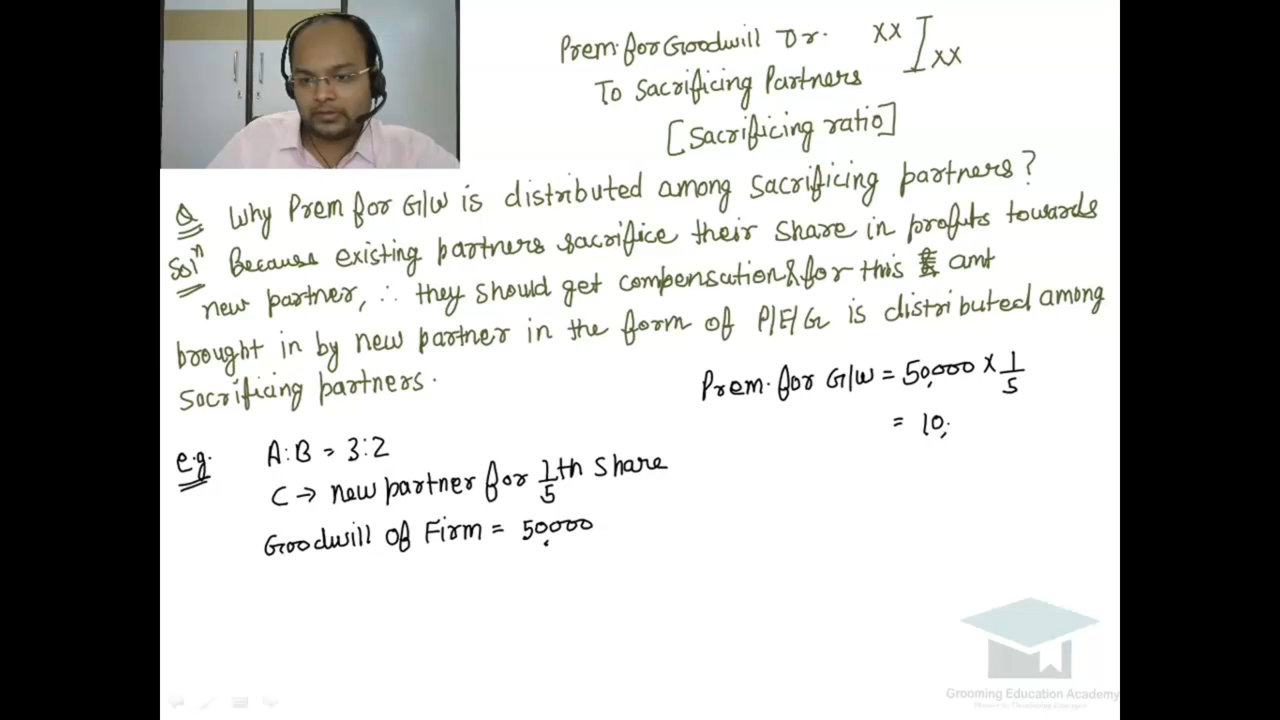 Prem. for Goodwill Dr. xx
To Sacrificing Partners xx
[Sacrificing ratio]
Q Why Prem for G/W is distributed among sacrificing partners?
Solⁿ Because existing partners sacrifice their share in profits towards
new partner, ∴ they should get compensation & for this amt
brought in by new partner in the form of P/F/G is distributed among
sacrificing partners.
Prem. for G/W = 50,000 × 1/5
= 10,
e.g. A:B = 3:2
C → New partner for 1/5th share
Goodwill of Firm = 50000
Grooming Education Academy